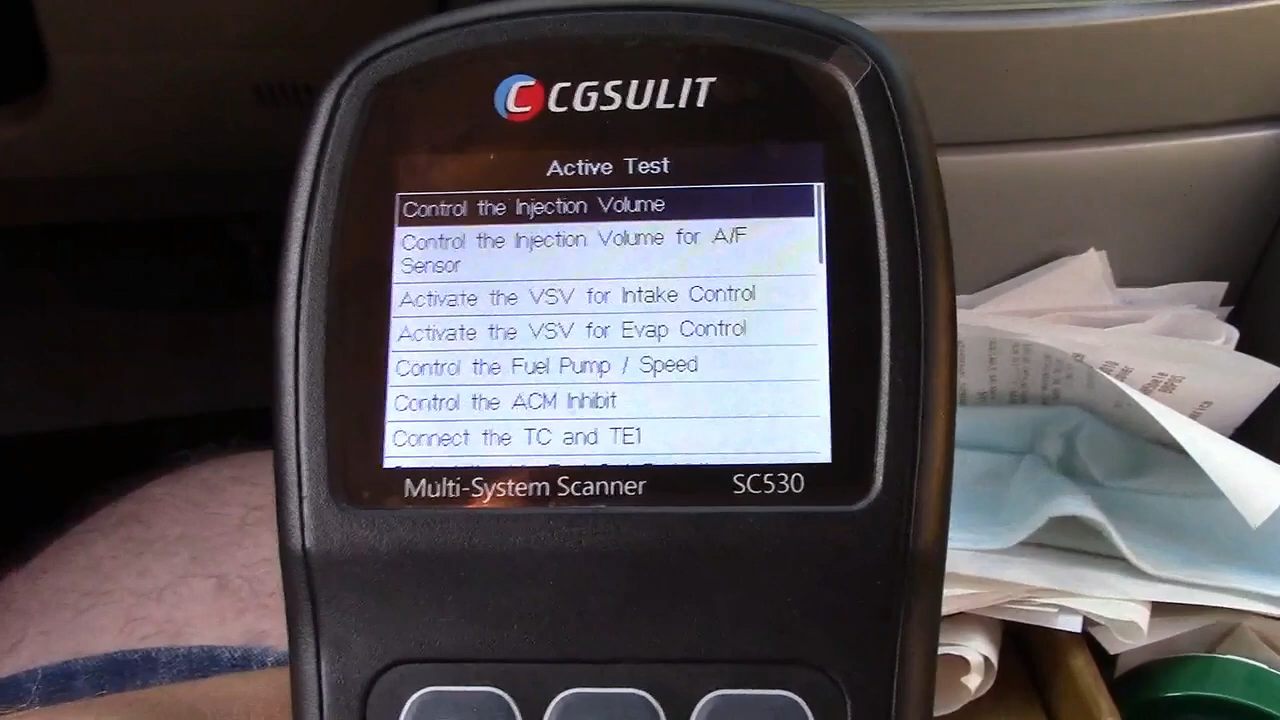 C CGSULIT
Active Test
Control the Injection Volume
Control the Injection Volume for A/F
Sensor
Activate the VSV for Intake Control
Activate the VSV for Evap Control
Control the Fuel Pump / Speed
Control the ACM Inhibit
Connect the TC and TE1
Multi-System Scanner SC530